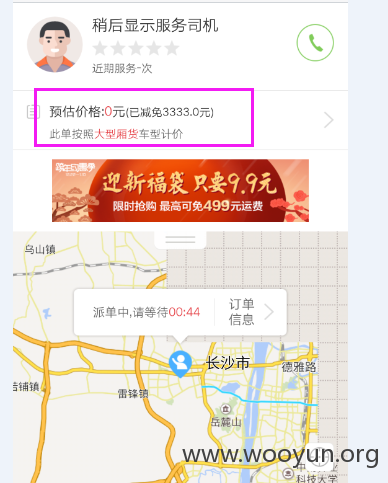 稍后显示服务司机
近期服务-次
预估价格:0元(已减免3333.0元)
此单按照大型厢货车型计价
跨年好运季
迎新福袋 只要9.9元
限时抢购 最高可免499元运费
乌山镇
派单中,请等待00:44
订单
信息
长沙市
德雅路
雷锋镇
岳麓山
www.wooyun.org
科技大学